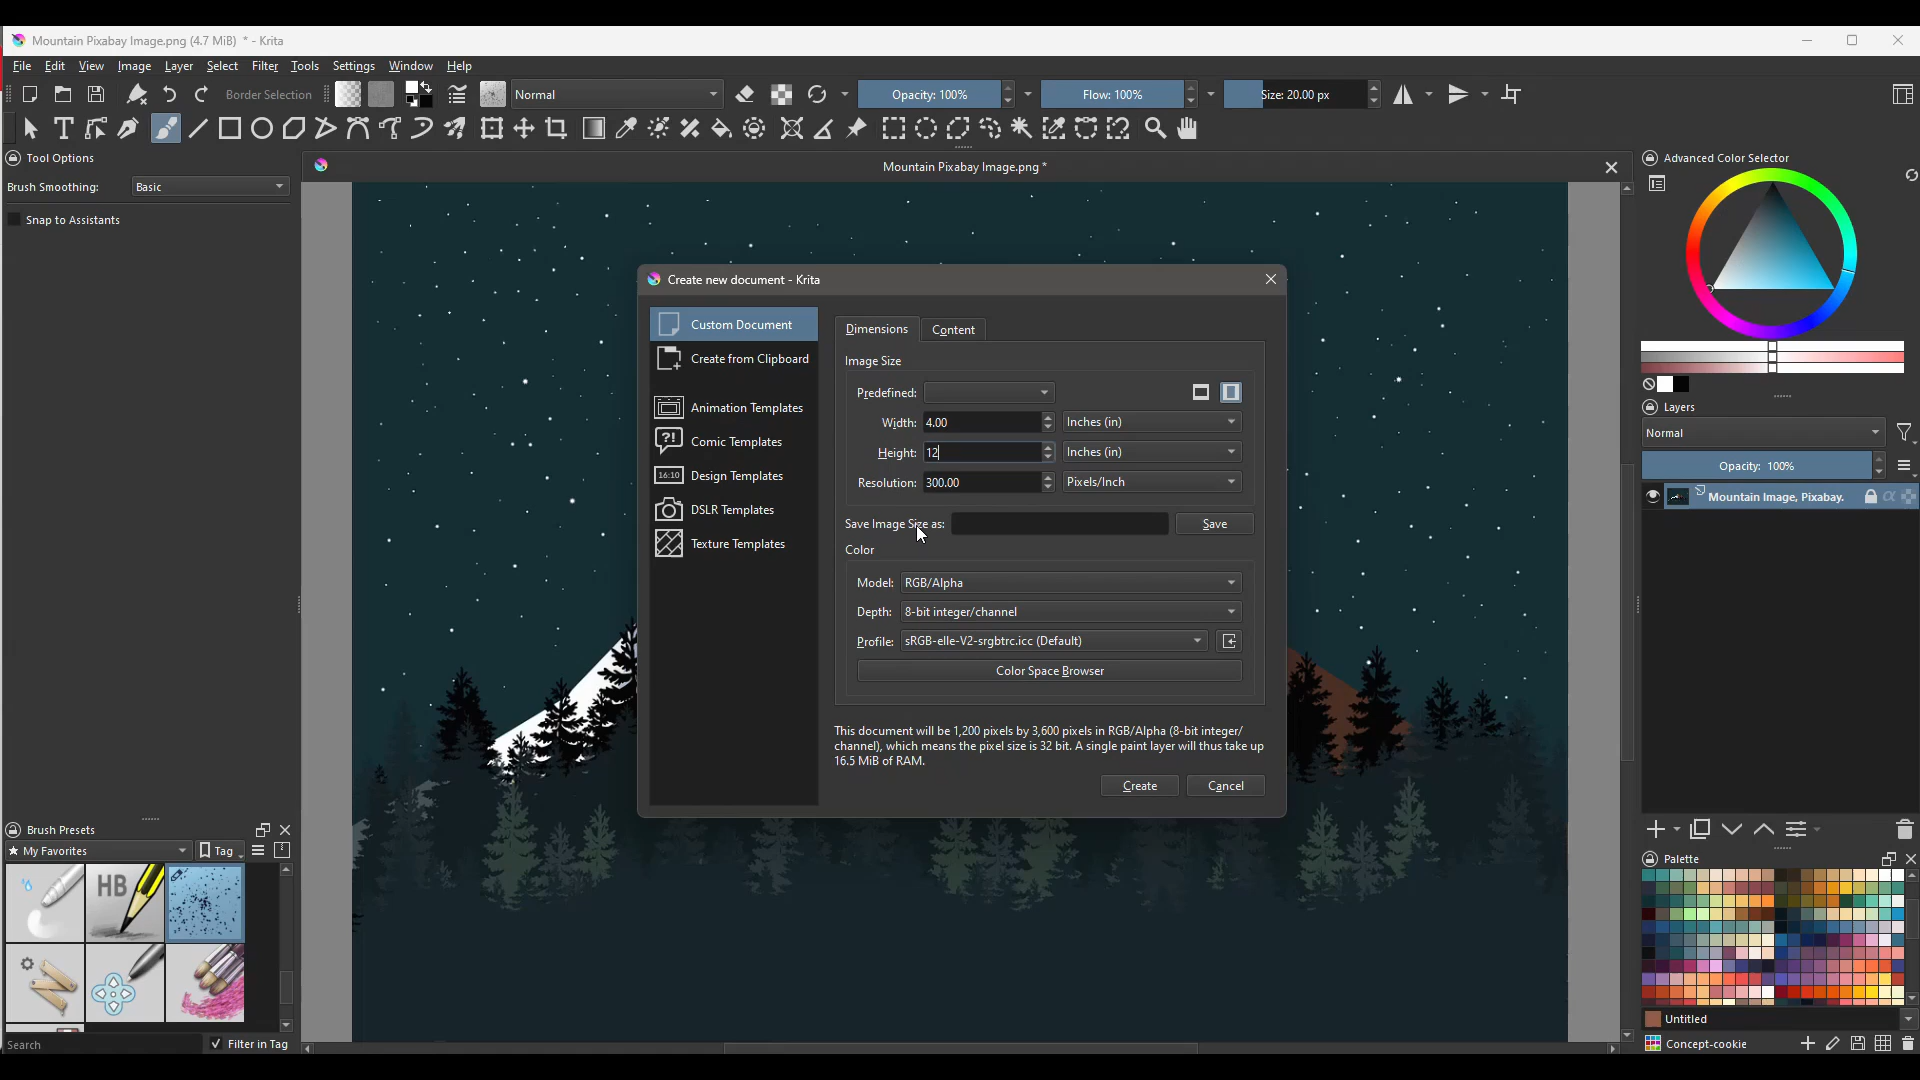 Mountain Pixabay Image.png (4.7 MiB) * - Krita
File Edit View Image Layer Select Filter Tools Settings Window Help
Border Selection Normal Opacity: 100% Flow: 100% Size: 20.00 px
Tool Options
Mountain Pixabay Image.png *
Advanced Color Selector
Brush Smoothing: Basic
Snap to Assistants
Create new document - Krita
Custom Document
Create from Clipboard
Animation Templates
?! Comic Templates
16:10 Design Templates
DSLR Templates
Texture Templates
Dimensions Content
Image Size
Predefined:
Width: 4.00 Inches (in)
Height: 12 Inches (in)
Resolution: 300.00 Pixels/Inch
Save Image Size as: Save
Color
Model: RGB/Alpha
Depth: 8-bit integer/channel
Profile: sRGB-elle-V2-srgbtrc.icc (Default)
Color Space Browser
This document will be 1,200 pixels by 3,600 pixels in RGB/Alpha (8-bit integer/
channel), which means the pixel size is 32 bit. A single paint layer will thus take up
16.5 MiB of RAM.
Create Cancel
Layers
Normal
Opacity: 100%
Mountain Image, Pixabay.
Brush Presets
★ My Favorites Tag
HB
Search Filter in Tag
Palette
Untitled
Concept-cookie